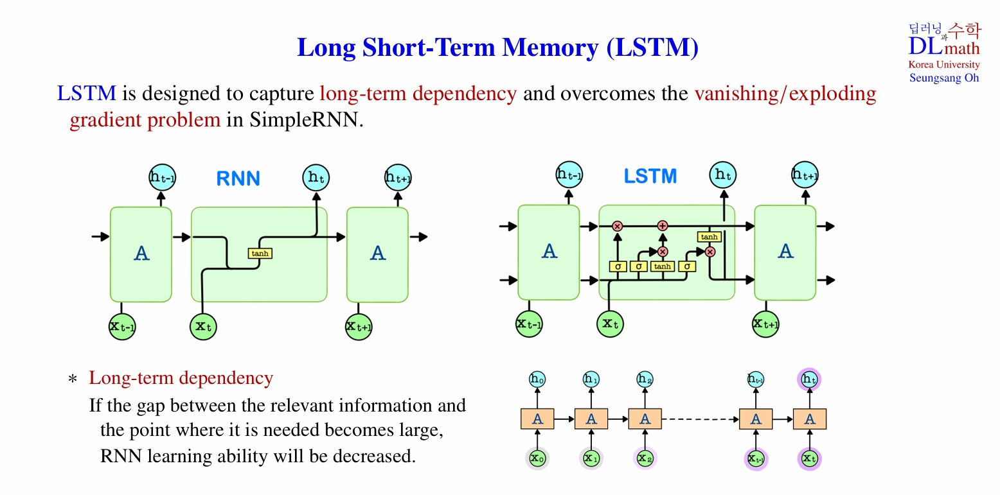 Long Short-Term Memory (LSTM)
딥러닝과수학
DLmath
Korea University
Seungsang Oh
LSTM is designed to capture long-term dependency and overcomes the vanishing/exploding
gradient problem in SimpleRNN.
h_{t-1} RNN h_t h_{t+1}
A tanh A
x_{t-1} x_t x_{t+1}
h_{t-1} LSTM h_t h_{t+1}
× +
tanh
A × × A
σ σ tanh σ
x_{t-1} x_t x_{t+1}
* Long-term dependency
If the gap between the relevant information and
the point where it is needed becomes large,
RNN learning ability will be decreased.
h_0 h_1 h_2 h_{t-1} h_t
A A A A A
x_0 x_1 x_2 x_{t-1} x_t